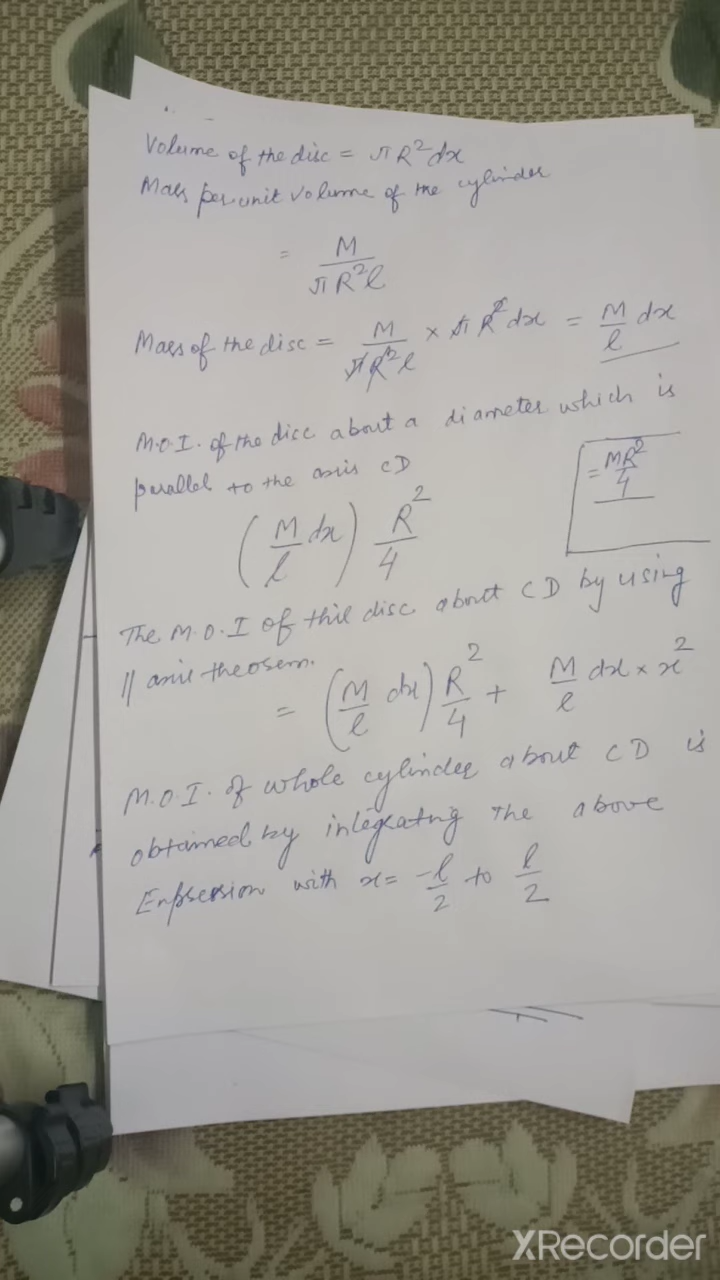 Volume of the disc = πR²dx
Mass per unit volume of the cylinder
= M / πR²l
Mass of the disc = M / πR²l × πR²dx = M/l dx
M.O.I. of the disc about a diameter which is
parallel to the axis CD
= MR²/4
(M/l dx) R²/4
The M.O.I of this disc about CD by using
|| axis theorem.
= (M/l dx) R²/4 + M/l dx × x²
M.O.I. of whole cylinder about CD is
obtained by integrating the above
Expression with x = -l/2 to l/2
XRecorder